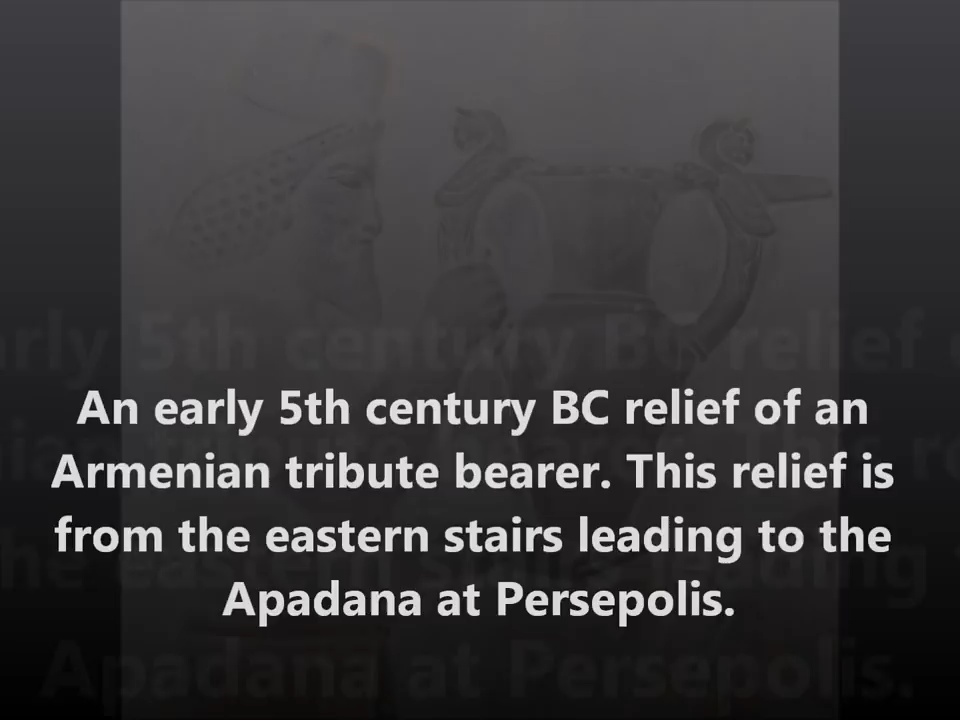 An early 5th century BC relief of an
Armenian tribute bearer. This relief is
from the eastern stairs leading to the
Apadana at Persepolis.